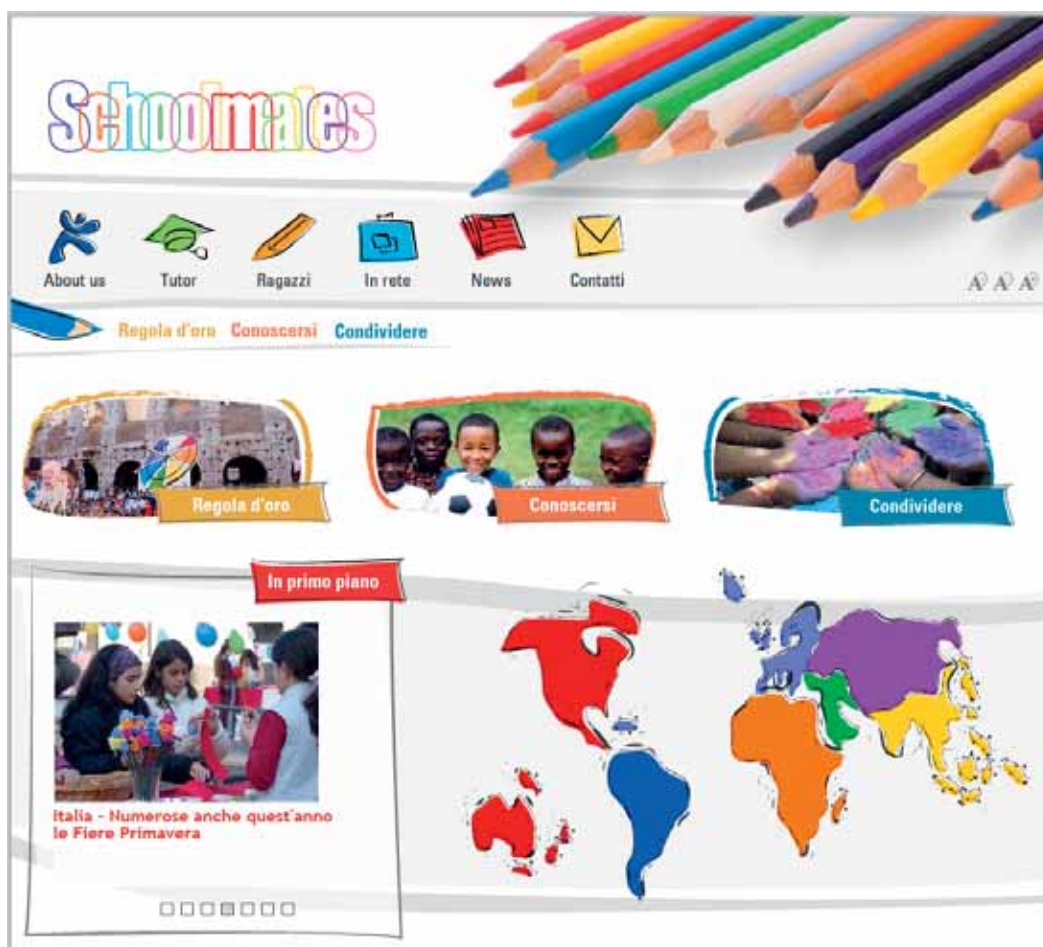 Schoolmates
About us Tutor Ragazzi In rete News Contatti
A A A
Regola d'oro Conoscersi Condividere
Regola d'oro Conoscersi Condividere
In primo piano
Italia - Numerose anche quest'anno
le Fiere Primavera